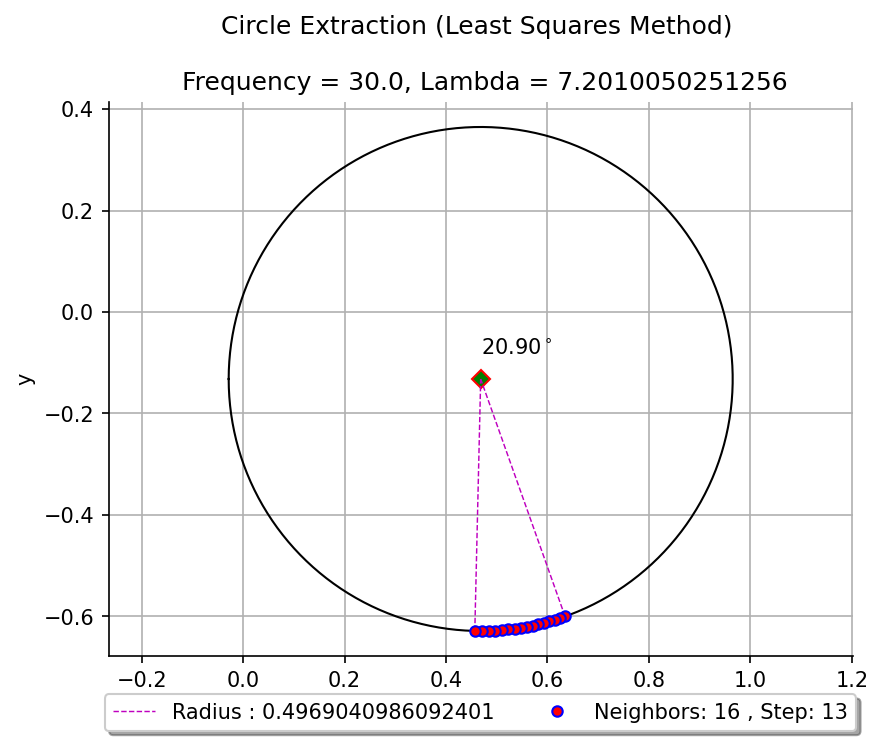 Circle Extraction (Least Squares Method)
Frequency = 30.0, Lambda = 7.2010050251256
0.4
0.2
0.0
−0.2
−0.4
−0.6
y
20.90°
−0.2 0.0 0.2 0.4 0.6 0.8 1.0 1.2
Radius : 0.4969040986092401 Neighbors: 16 , Step: 13